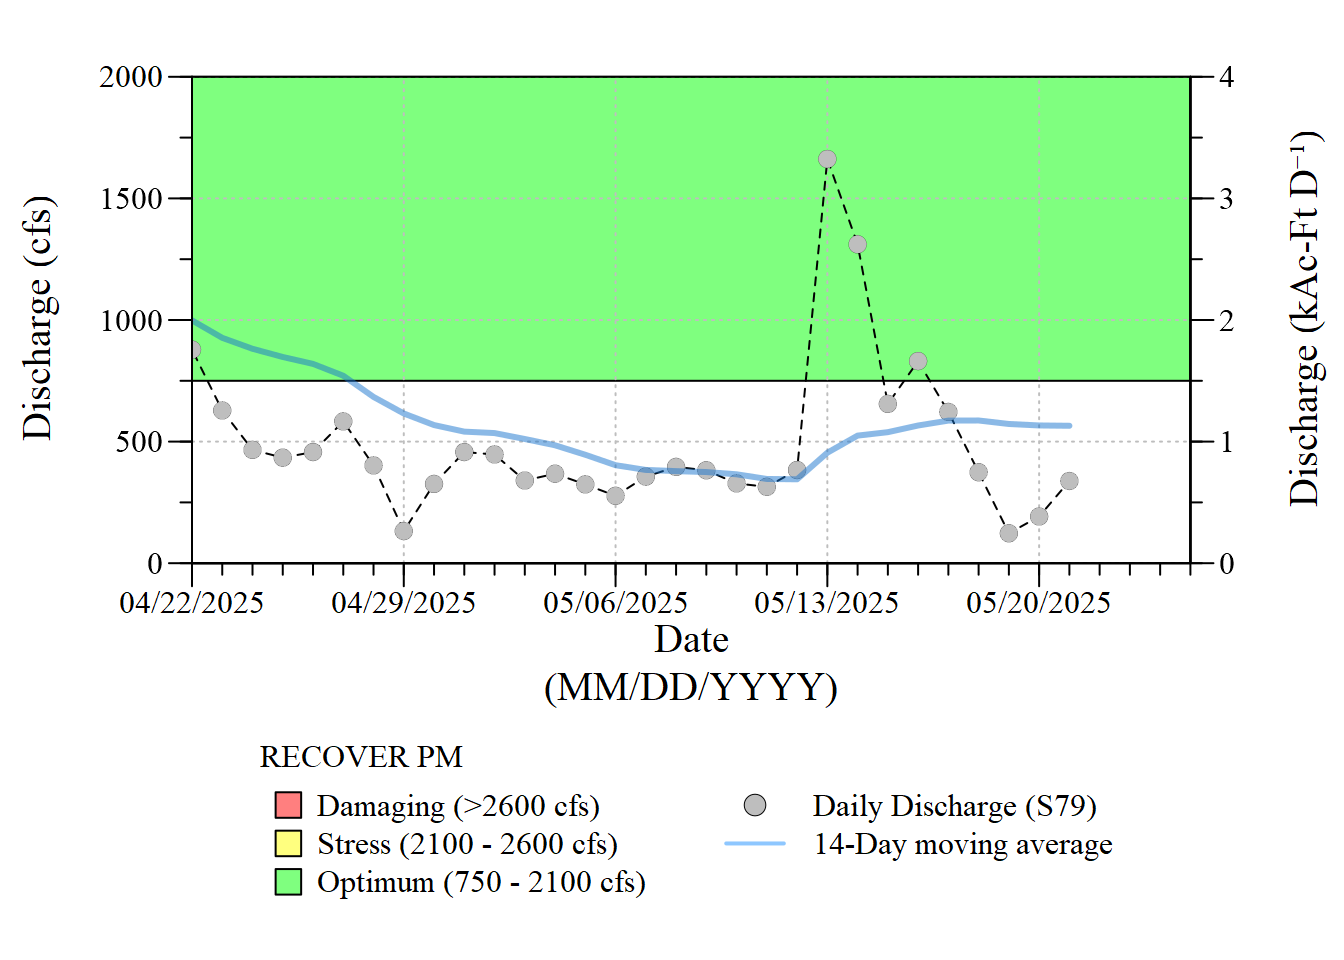 2000
1500
1000
500
0
Discharge (cfs)
4
3
2
1
0
Discharge (kAc-Ft D⁻¹)
04/22/2025 04/29/2025 05/06/2025 05/13/2025 05/20/2025
Date
(MM/DD/YYYY)
RECOVER PM
Damaging (>2600 cfs)
Stress (2100 - 2600 cfs)
Optimum (750 - 2100 cfs)
Daily Discharge (S79)
14-Day moving average